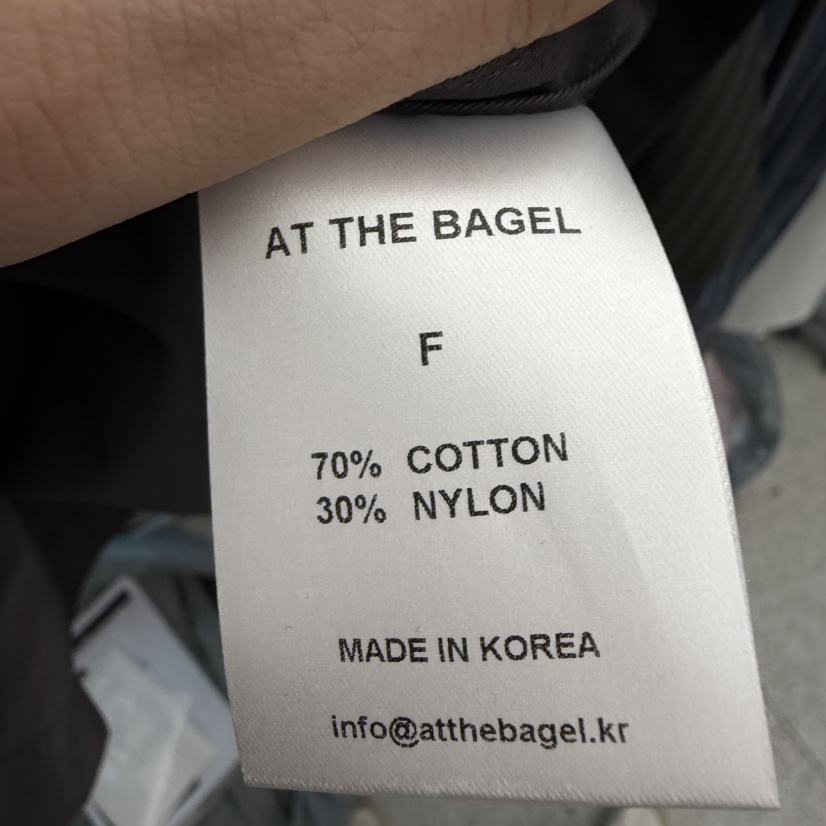 AT THE BAGEL
F
70% COTTON
30% NYLON
MADE IN KOREA
info@atthebagel.kr